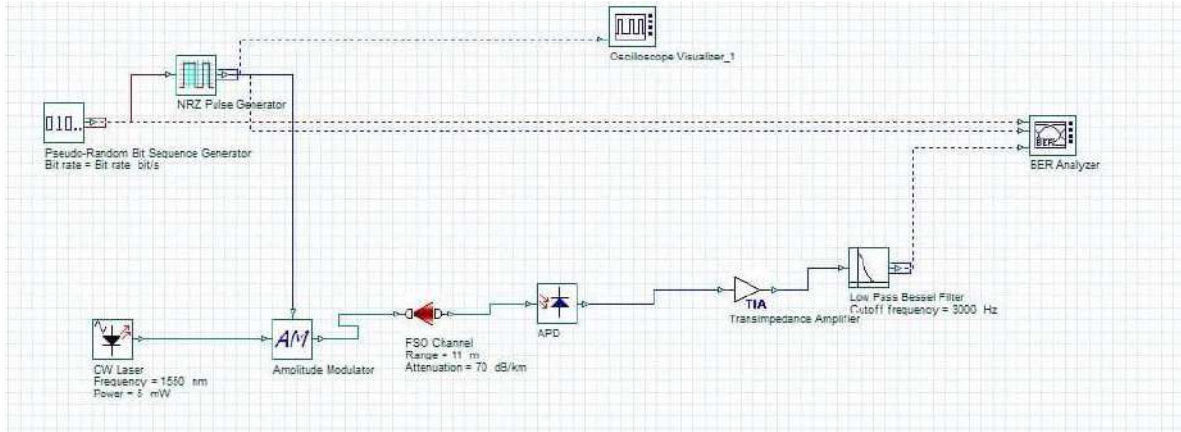 Oscilloscope Visualizer_1
NRZ Pulse Generator
010..
Pseudo-Random Bit Sequence Generator
Bit rate = Bit rate bit/s
BER
BER Analyzer
TIA
Transimpedance Amplifier
Low Pass Bessel Filter
Cutoff frequency = 3000 Hz
APD
AM
Amplitude Modulator
FSO Channel
Range = 11 m
Attenuation = 70 dB/km
CW Laser
Frequency = 1550 nm
Power = 5 mW